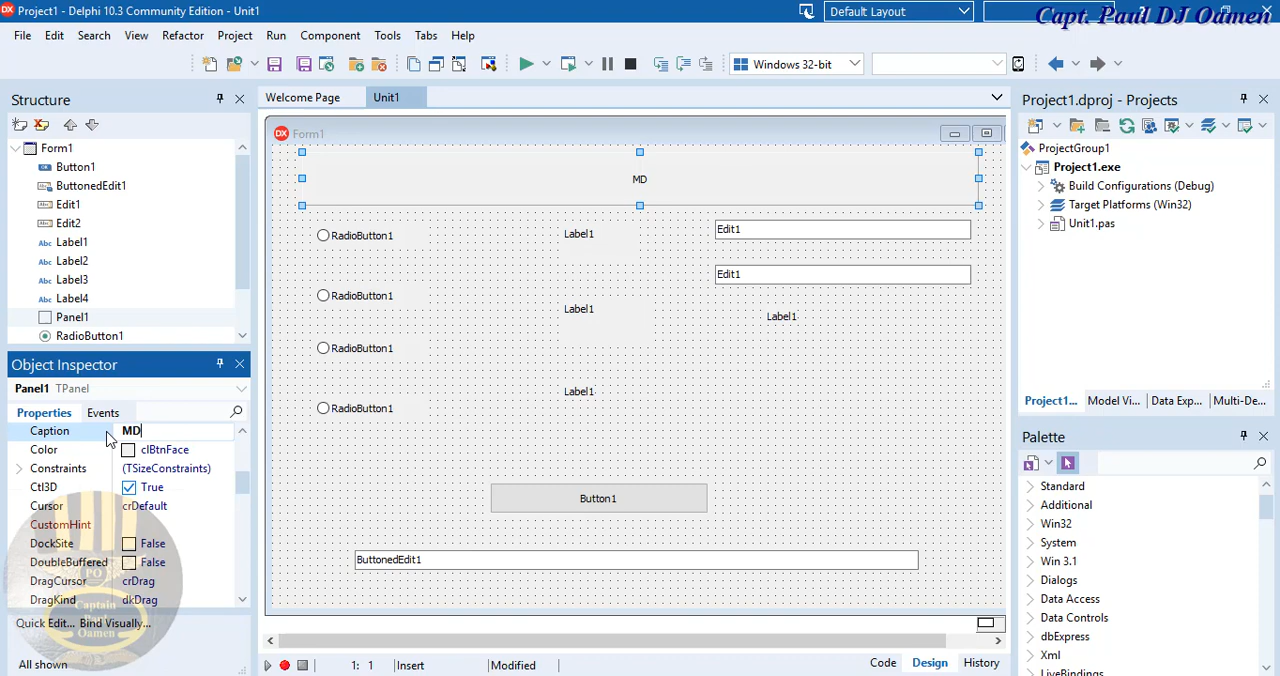 Project1 - Delphi 10.3 Community Edition - Unit1
Default Layout
Capt. Paul DJ Oamen
File Edit Search View Refactor Project Run Component Tools Tabs Help
Windows 32-bit
Structure
Welcome Page
Unit1
Project1.dproj - Projects
Form1
Form1
Button1
ButtonedEdit1
Edit1
Edit2
Label1
Label2
Label3
Label4
Panel1
RadioButton1
MD
RadioButton1
Label1
Edit1
RadioButton1
Edit1
Label1
Label1
RadioButton1
Label1
RadioButton1
Button1
ButtonedEdit1
ProjectGroup1
Project1.exe
Build Configurations (Debug)
Target Platforms (Win32)
Unit1.pas
Project1... Model Vi... Data Exp... Multi-De...
Object Inspector
Panel1 TPanel
Properties Events
Caption MD
Color clBtnFace
Constraints (TSizeConstraints)
Ctl3D True
Cursor crDefault
CustomHint
DockSite False
DoubleBuffered False
DragCursor crDrag
DragKind dkDrag
Quick Edit... Bind Visually...
All shown
PO
Captain
Paul
Oamen
1: 1 Insert Modified
Code Design History
Palette
Standard
Additional
Win32
System
Win 3.1
Dialogs
Data Access
Data Controls
dbExpress
Xml
LiveBindings